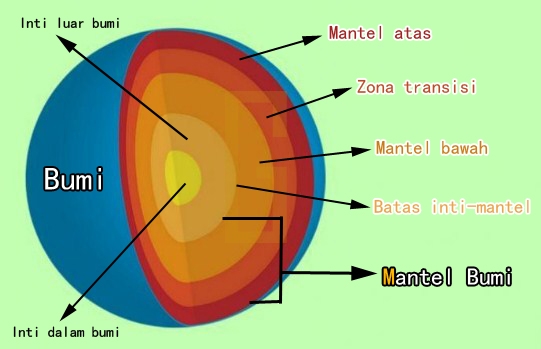 Inti luar bumi
Mantel atas
Zona transisi
Mantel bawah
Bumi
Batas inti-mantel
Mantel Bumi
Inti dalam bumi